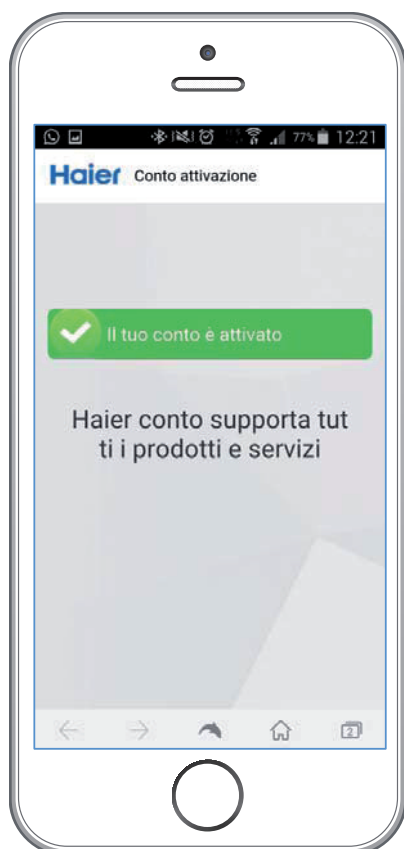 77% 12:21
Haier Conto attivazione
Il tuo conto è attivato
Haier conto supporta tut
ti i prodotti e servizi
2